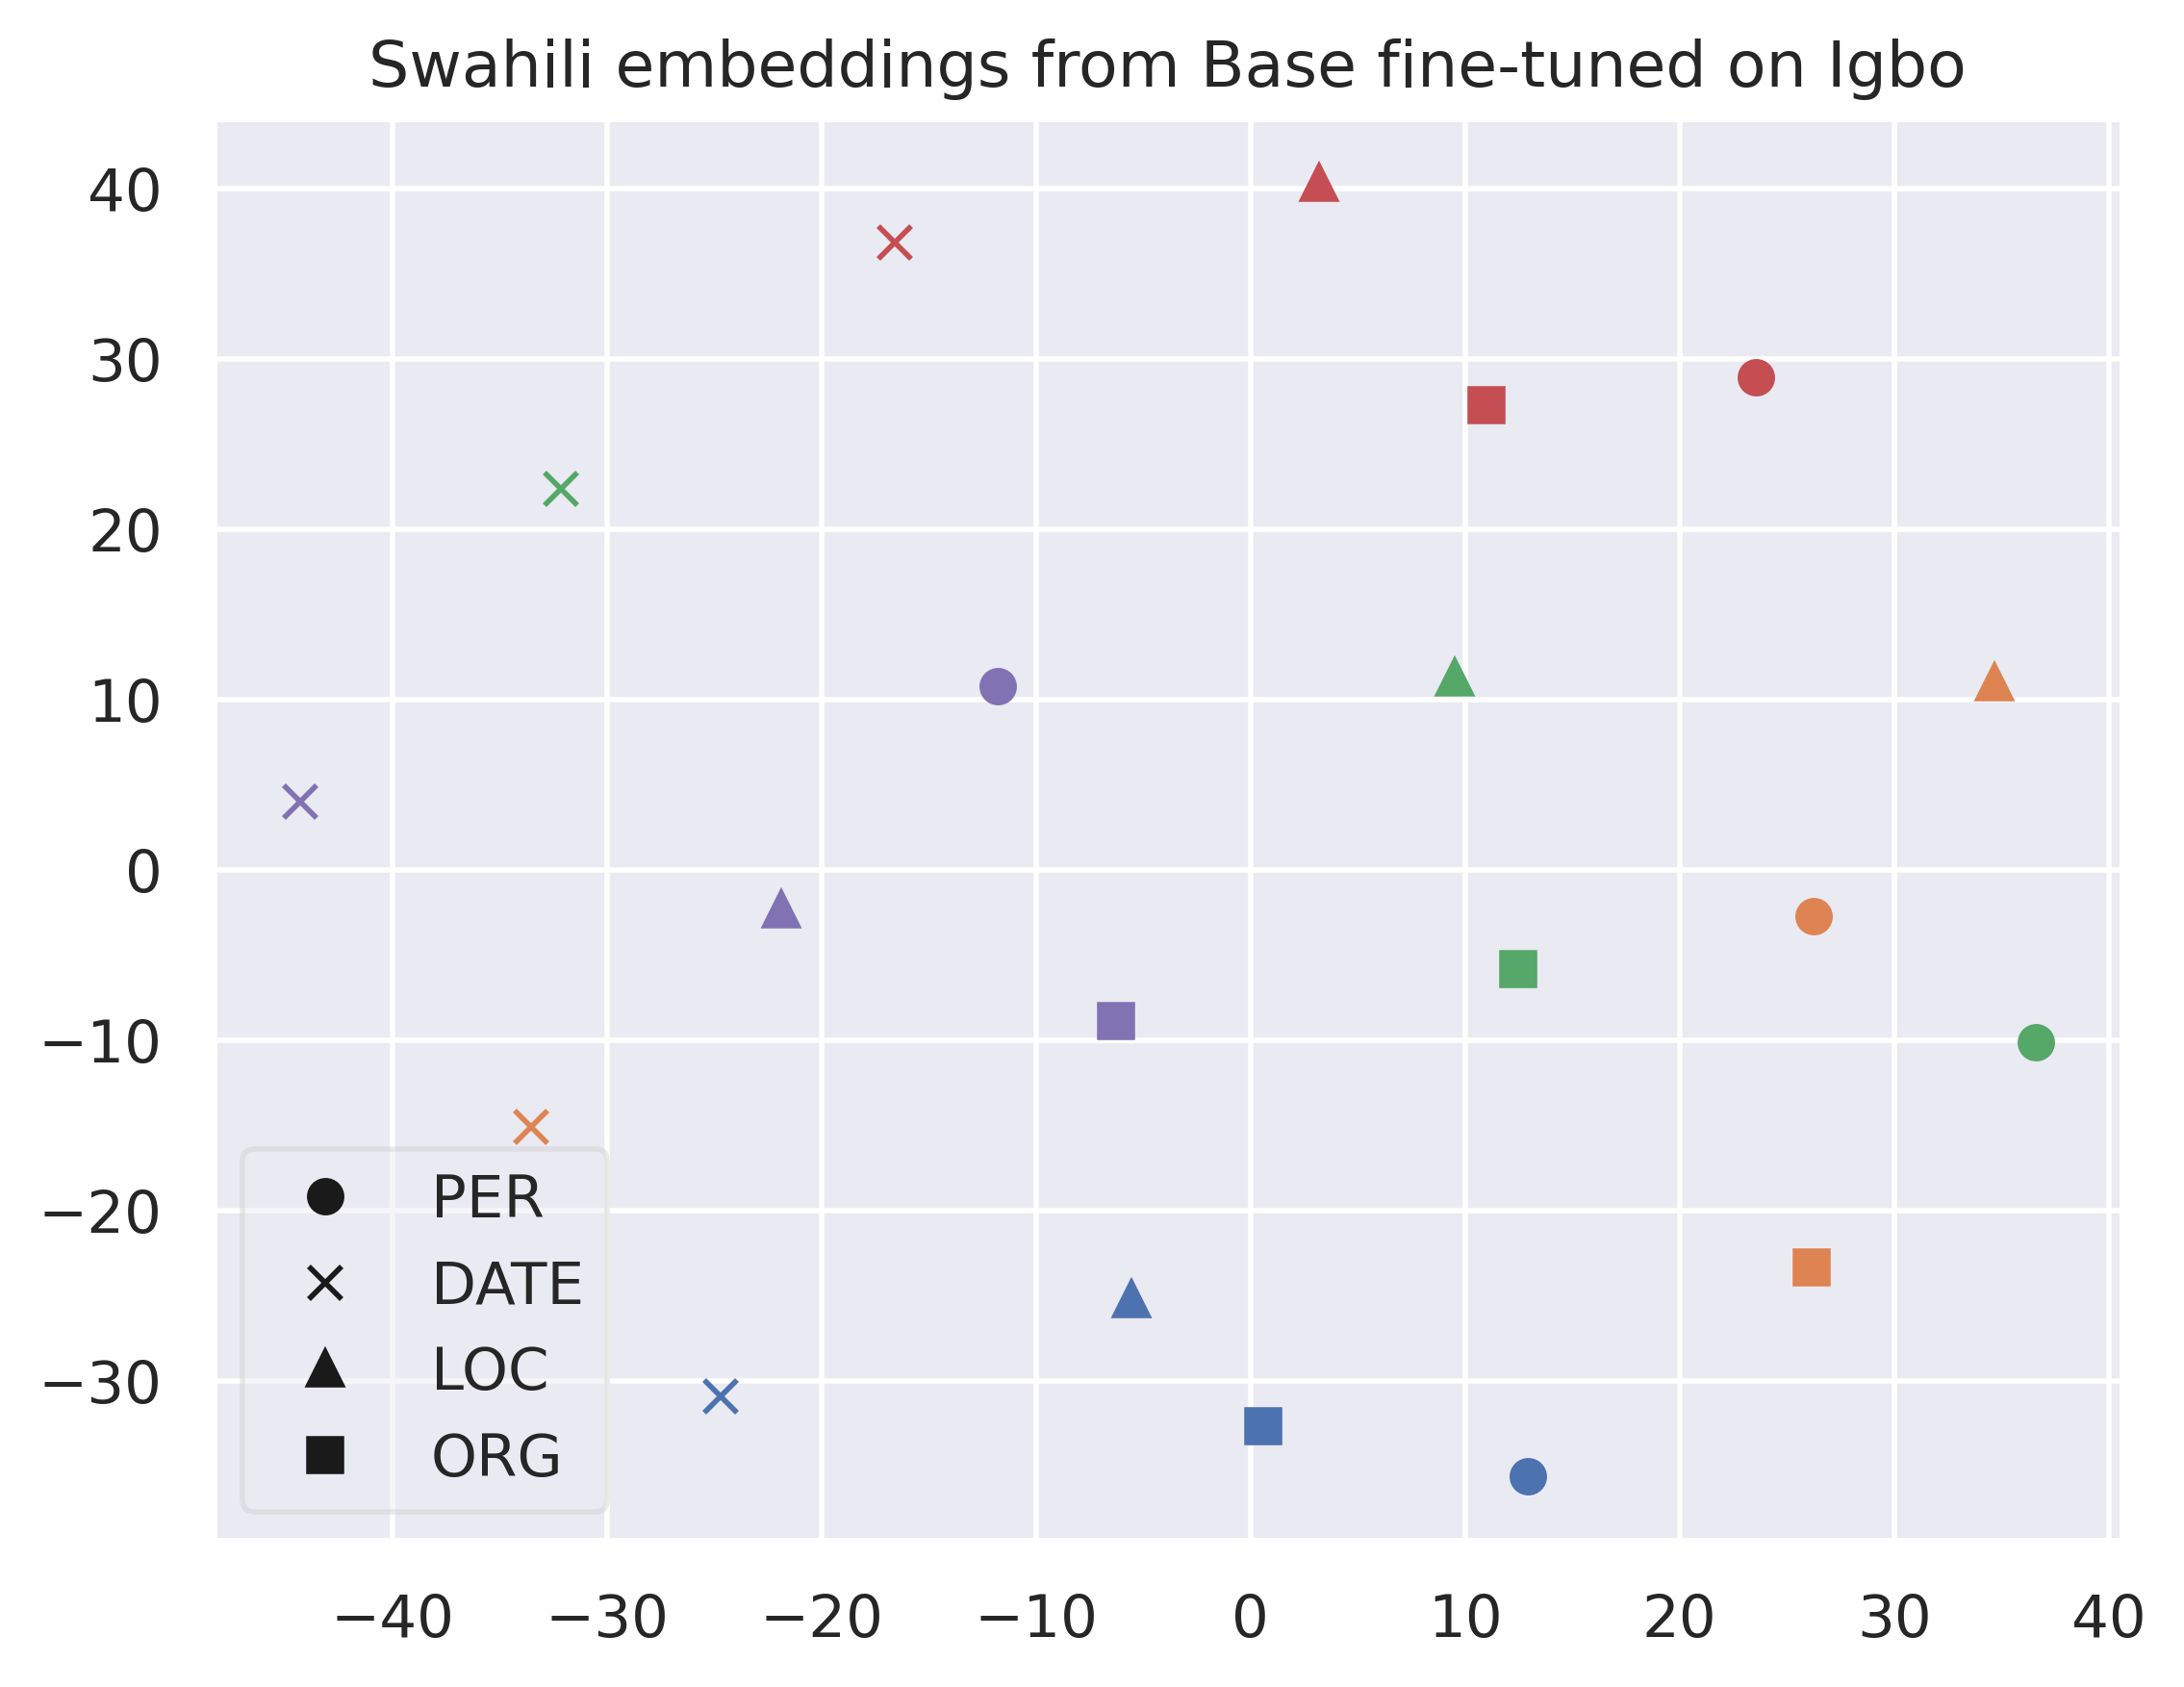 Swahili embeddings from Base fine-tuned on Igbo
40
30
20
10
0
−10
−20
−30
PER
DATE
LOC
ORG
−40 −30 −20 −10 0 10 20 30 40